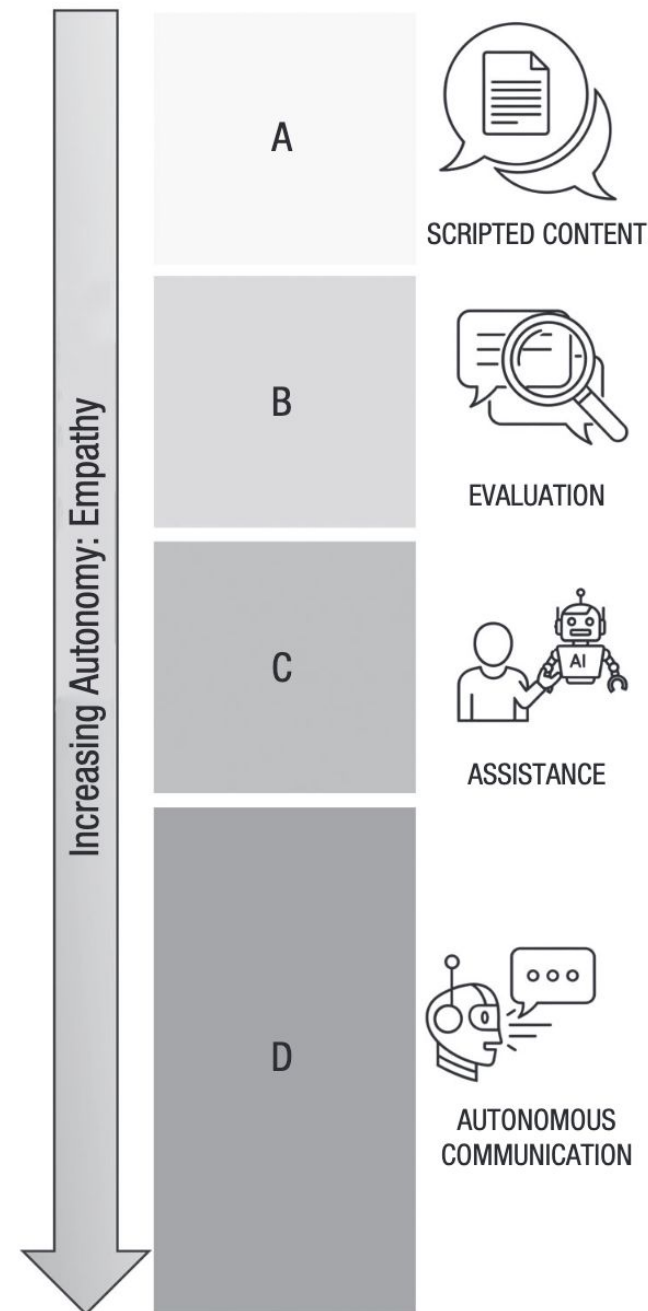 Increasing Autonomy: Empathy
A
SCRIPTED CONTENT
B
EVALUATION
C
AI
ASSISTANCE
D
AUTONOMOUS
COMMUNICATION